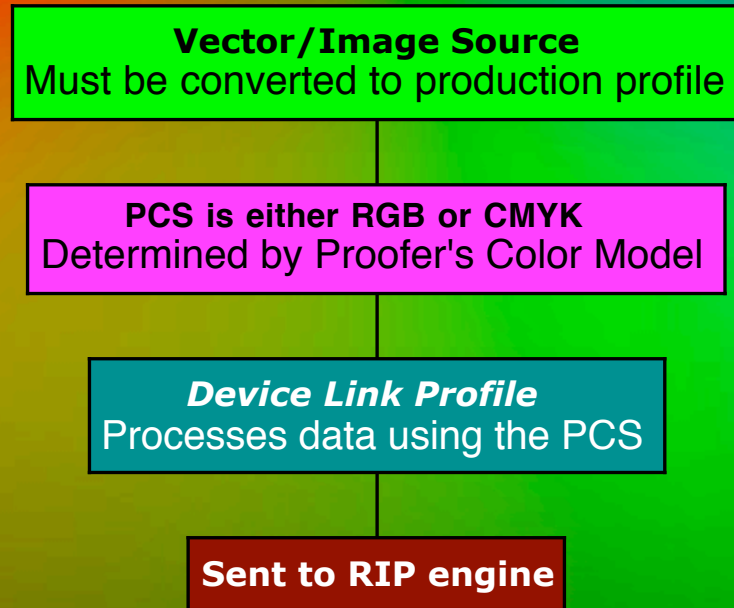 Vector/Image Source
Must be converted to production profile
PCS is either RGB or CMYK
Determined by Proofer's Color Model
Device Link Profile
Processes data using the PCS
Sent to RIP engine